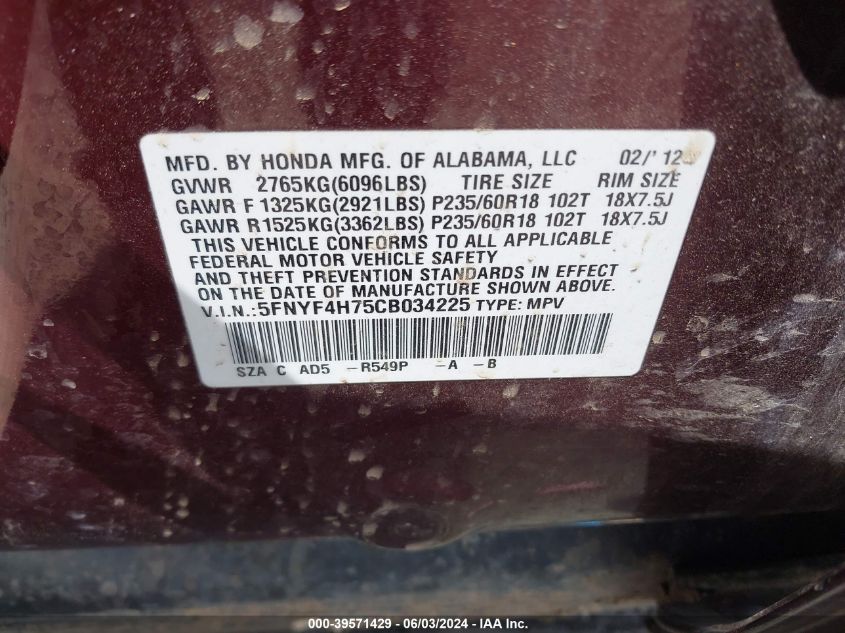 MFD. BY HONDA MFG. OF ALABAMA, LLC 02/'12
GVWR 2765KG(6096LBS) TIRE SIZE RIM SIZE
GAWR F 1325KG(2921LBS) P235/60R18 102T 18X7.5J
GAWR R1525KG(3362LBS) P235/60R18 102T 18X7.5J
THIS VEHICLE CONFORMS TO ALL APPLICABLE
FEDERAL MOTOR VEHICLE SAFETY
AND THEFT PREVENTION STANDARDS IN EFFECT
ON THE DATE OF MANUFACTURE SHOWN ABOVE.
V.I.N.:5FNYF4H75CB034225 TYPE: MPV
SZA C AD5 -R549P -A -B
000-39571429 - 06/03/2024 - IAA Inc.